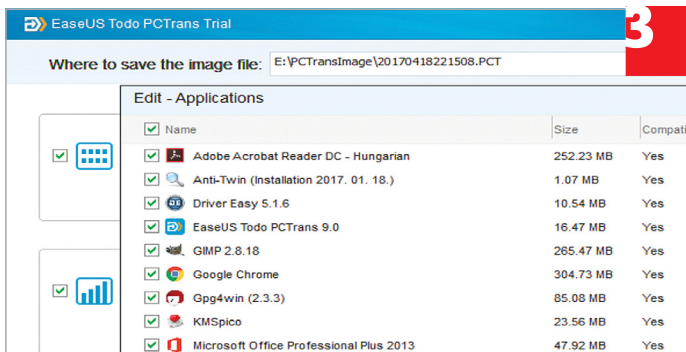 EaseUS Todo PCTrans Trial
3
Where to save the image file: E:\PCTransImage\20170418221508.PCT
Edit - Applications
Name Size Compati
Adobe Acrobat Reader DC - Hungarian 252.23 MB Yes
Anti-Twin (Installation 2017. 01. 18.) 1.07 MB Yes
Driver Easy 5.1.6 10.54 MB Yes
EaseUS Todo PCTrans 9.0 16.47 MB Yes
GIMP 2.8.18 265.47 MB Yes
Google Chrome 304.73 MB Yes
Gpg4win (2.3.3) 85.08 MB Yes
KMSpico 23.56 MB Yes
Microsoft Office Professional Plus 2013 47.92 MB Yes